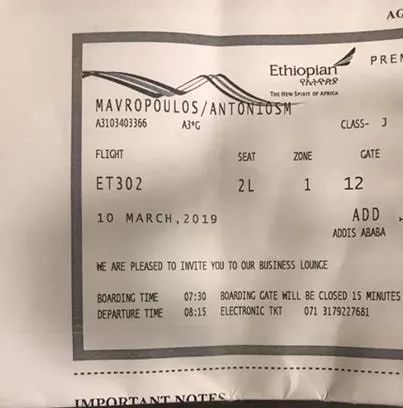 AG
Ethiopian
የኢትዮጵያ
PREM
THE NEW SPIRIT OF AFRICA
MAVROPOULOS/ANTONIOSM
A3103403366 A3*G CLASS- J
FLIGHT SEAT ZONE GATE
ET302 2L 1 12
10 MARCH,2019 ADD
ADDIS ABABA
WE ARE PLEASED TO INVITE YOU TO OUR BUSINESS LOUNGE
BOARDING TIME 07:30 BOARDING GATE WILL BE CLOSED 15 MINUTES
DEPARTURE TIME 08:15 ELECTRONIC TKT 071 3179227681
IMPORTANT NOTES